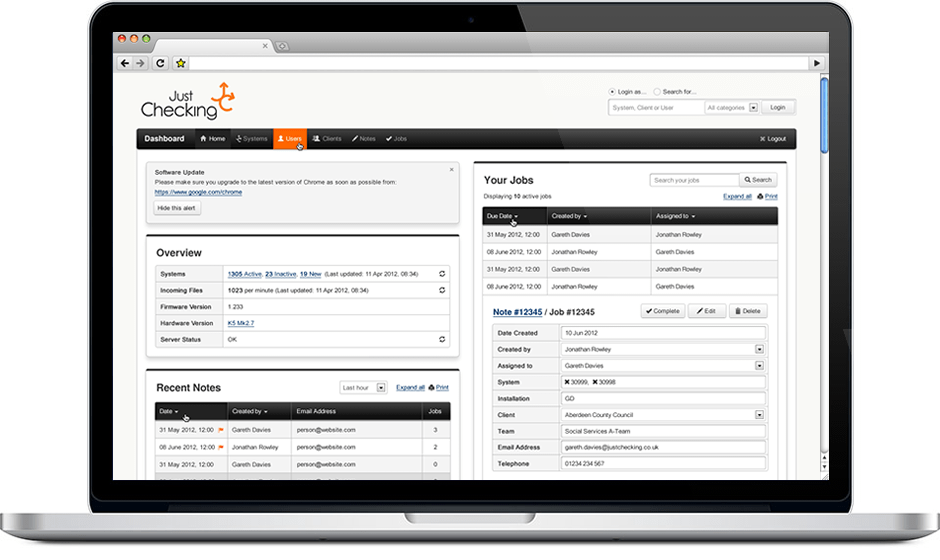 Just
Checking
Login as... Search for...
System, Client or User All categories Login
Dashboard Home Systems Users Clients Notes Jobs Logout
Software Update
Please make sure you upgrade to the latest version of Chrome as soon as possible from:
https://www.google.com/chrome
Hide this alert
Overview
Systems 1305 Active, 23 Inactive, 19 New (Last updated: 11 Apr 2012, 08:34)
Incoming Files 1023 per minute (Last updated: 11 Apr 2012, 08:34)
Firmware Version 1.233
Hardware Version K5 Mk2.7
Server Status OK
Recent Notes Last hour Expand all Print
Date Created by Email Address Jobs
31 May 2012, 12:00 Gareth Davies person@website.com 3
08 June 2012, 12:00 Jonathan Rowley person@website.com 2
31 May 2012, 12:00 Gareth Davies person@website.com 0
Your Jobs Search your jobs Search
Displaying 10 active jobs Expand all Print
Due Date Created by Assigned to
31 May 2012, 12:00 Gareth Davies Jonathan Rowley
08 June 2012, 12:00 Jonathan Rowley Gareth Davies
31 May 2012, 12:00 Gareth Davies Jonathan Rowley
08 June 2012, 12:00 Jonathan Rowley Gareth Davies
Note #12345 / Job #12345 Complete Edit Delete
Date Created 10 Jun 2012
Created by Jonathan Rowley
Assigned to Gareth Davies
System 30999, 30998
Installation GD
Client Aberdeen County Council
Team Social Services A-Team
Email Address gareth.davies@justchecking.co.uk
Telephone 01234 234 567